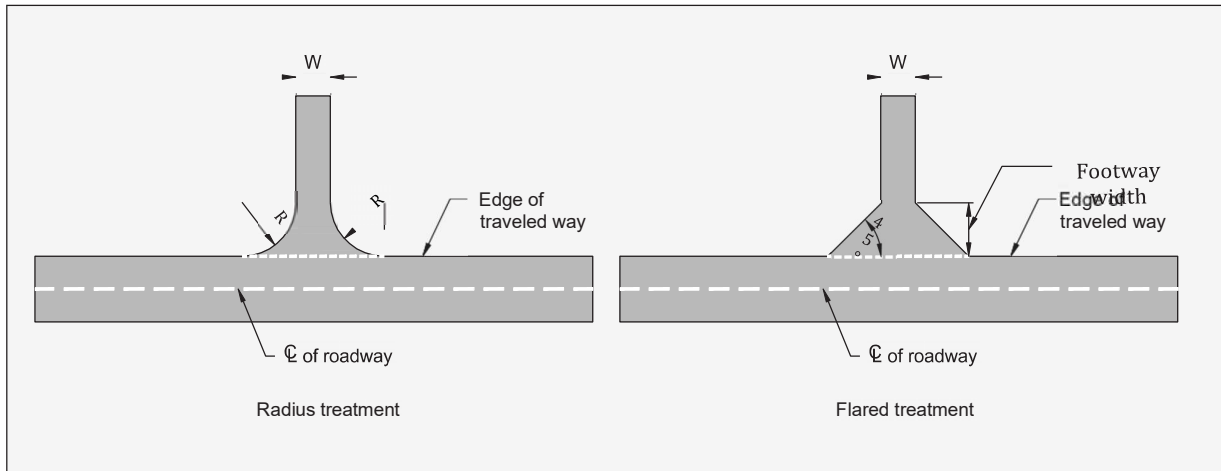 W
R
R
Edge of
traveled way
℄ of roadway
Radius treatment
W
45°
Footway
width
Edge of
traveled way
℄ of roadway
Flared treatment